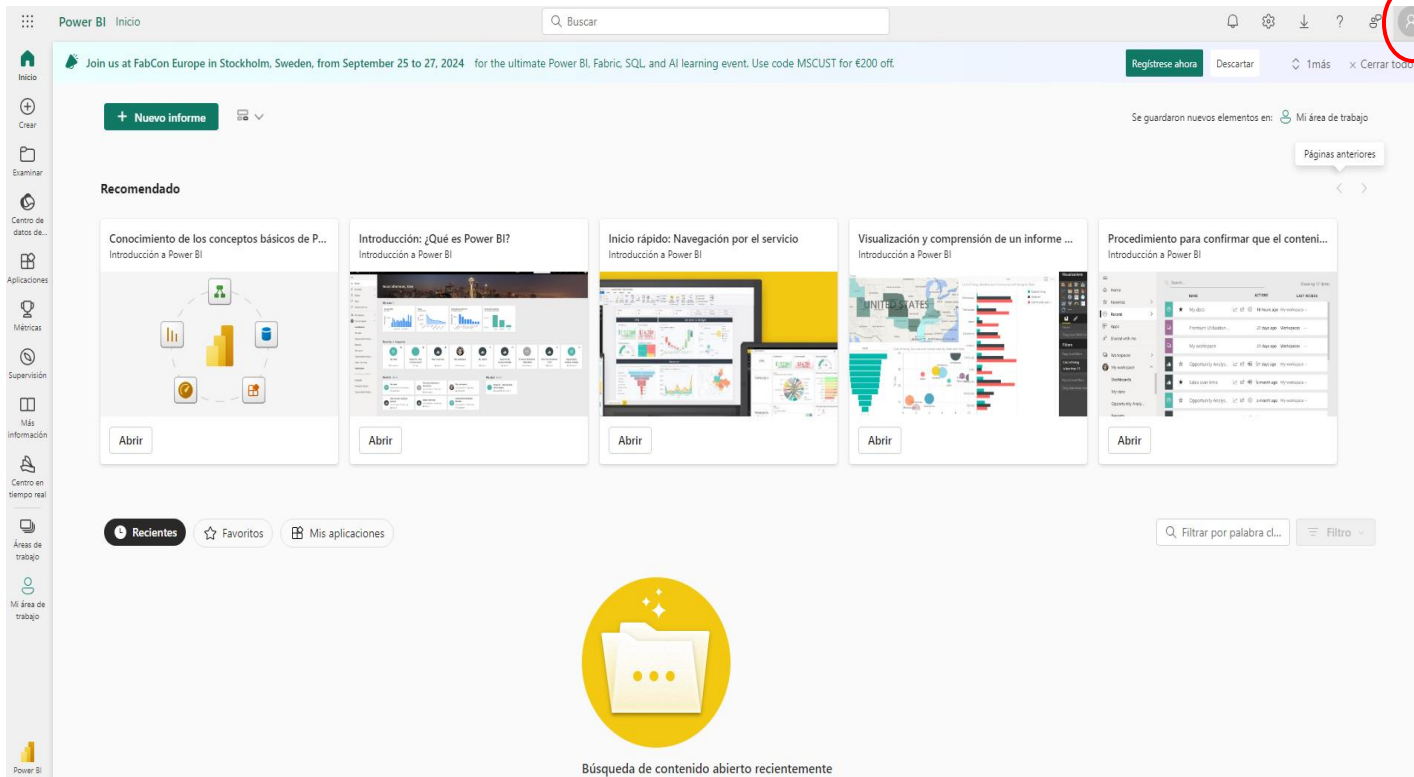 Power BI Inicio
Buscar
?
Join us at FabCon Europe in Stockholm, Sweden, from September 25 to 27, 2024 for the ultimate Power BI, Fabric, SQL, and AI learning event. Use code MSCUST for €200 off.
Regístrese ahora
Descartar
1más
Cerrar todo
Inicio
Crear
Examinar
Centro de
datos de...
Aplicaciones
Métricas
Supervisión
Más
información
Centro en
tiempo real
Áreas de
trabajo
Mi área de
trabajo
Power BI
+ Nuevo informe
Se guardaron nuevos elementos en: Mi área de trabajo
Páginas anteriores
Recomendado
Conocimiento de los conceptos básicos de P...
Introducción a Power BI
Abrir
Introducción: ¿Qué es Power BI?
Introducción a Power BI
Abrir
Inicio rápido: Navegación por el servicio
Introducción a Power BI
Abrir
Visualización y comprensión de un informe ...
Introducción a Power BI
UNITED STATES
Abrir
Procedimiento para confirmar que el conteni...
Introducción a Power BI
Home
Apps
My workspace
Abrir
Recientes
Favoritos
Mis aplicaciones
Filtrar por palabra cl...
Filtro
Búsqueda de contenido abierto recientemente